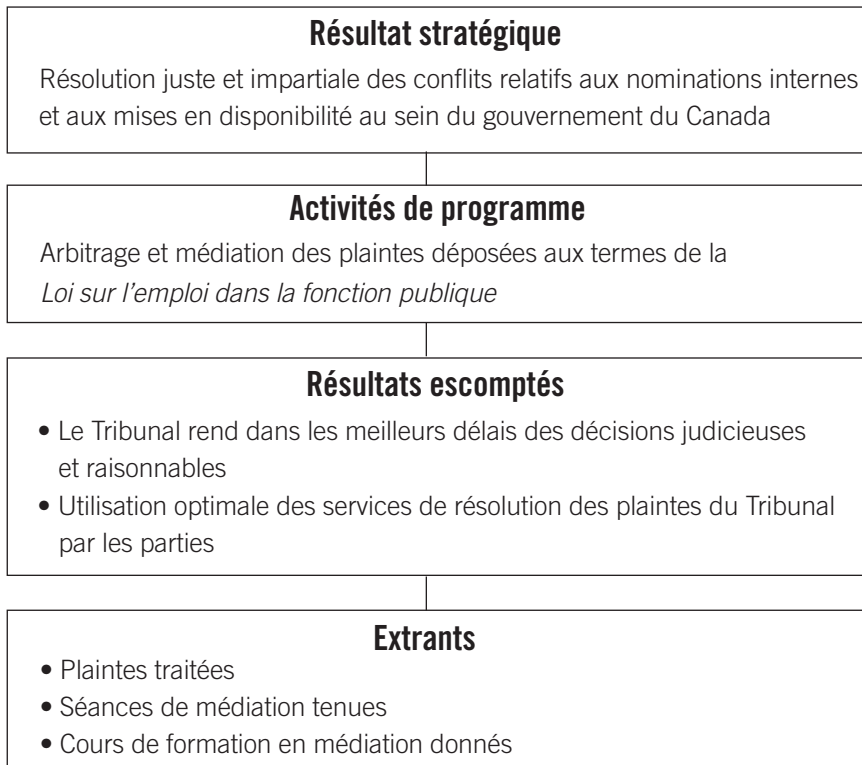 Résultat stratégique
Résolution juste et impartiale des conflits relatifs aux nominations internes
et aux mises en disponibilité au sein du gouvernement du Canada
Activités de programme
Arbitrage et médiation des plaintes déposées aux termes de la
Loi sur l'emploi dans la fonction publique
Résultats escomptés
• Le Tribunal rend dans les meilleurs délais des décisions judicieuses
et raisonnables
• Utilisation optimale des services de résolution des plaintes du Tribunal
par les parties
Extrants
• Plaintes traitées
• Séances de médiation tenues
• Cours de formation en médiation donnés